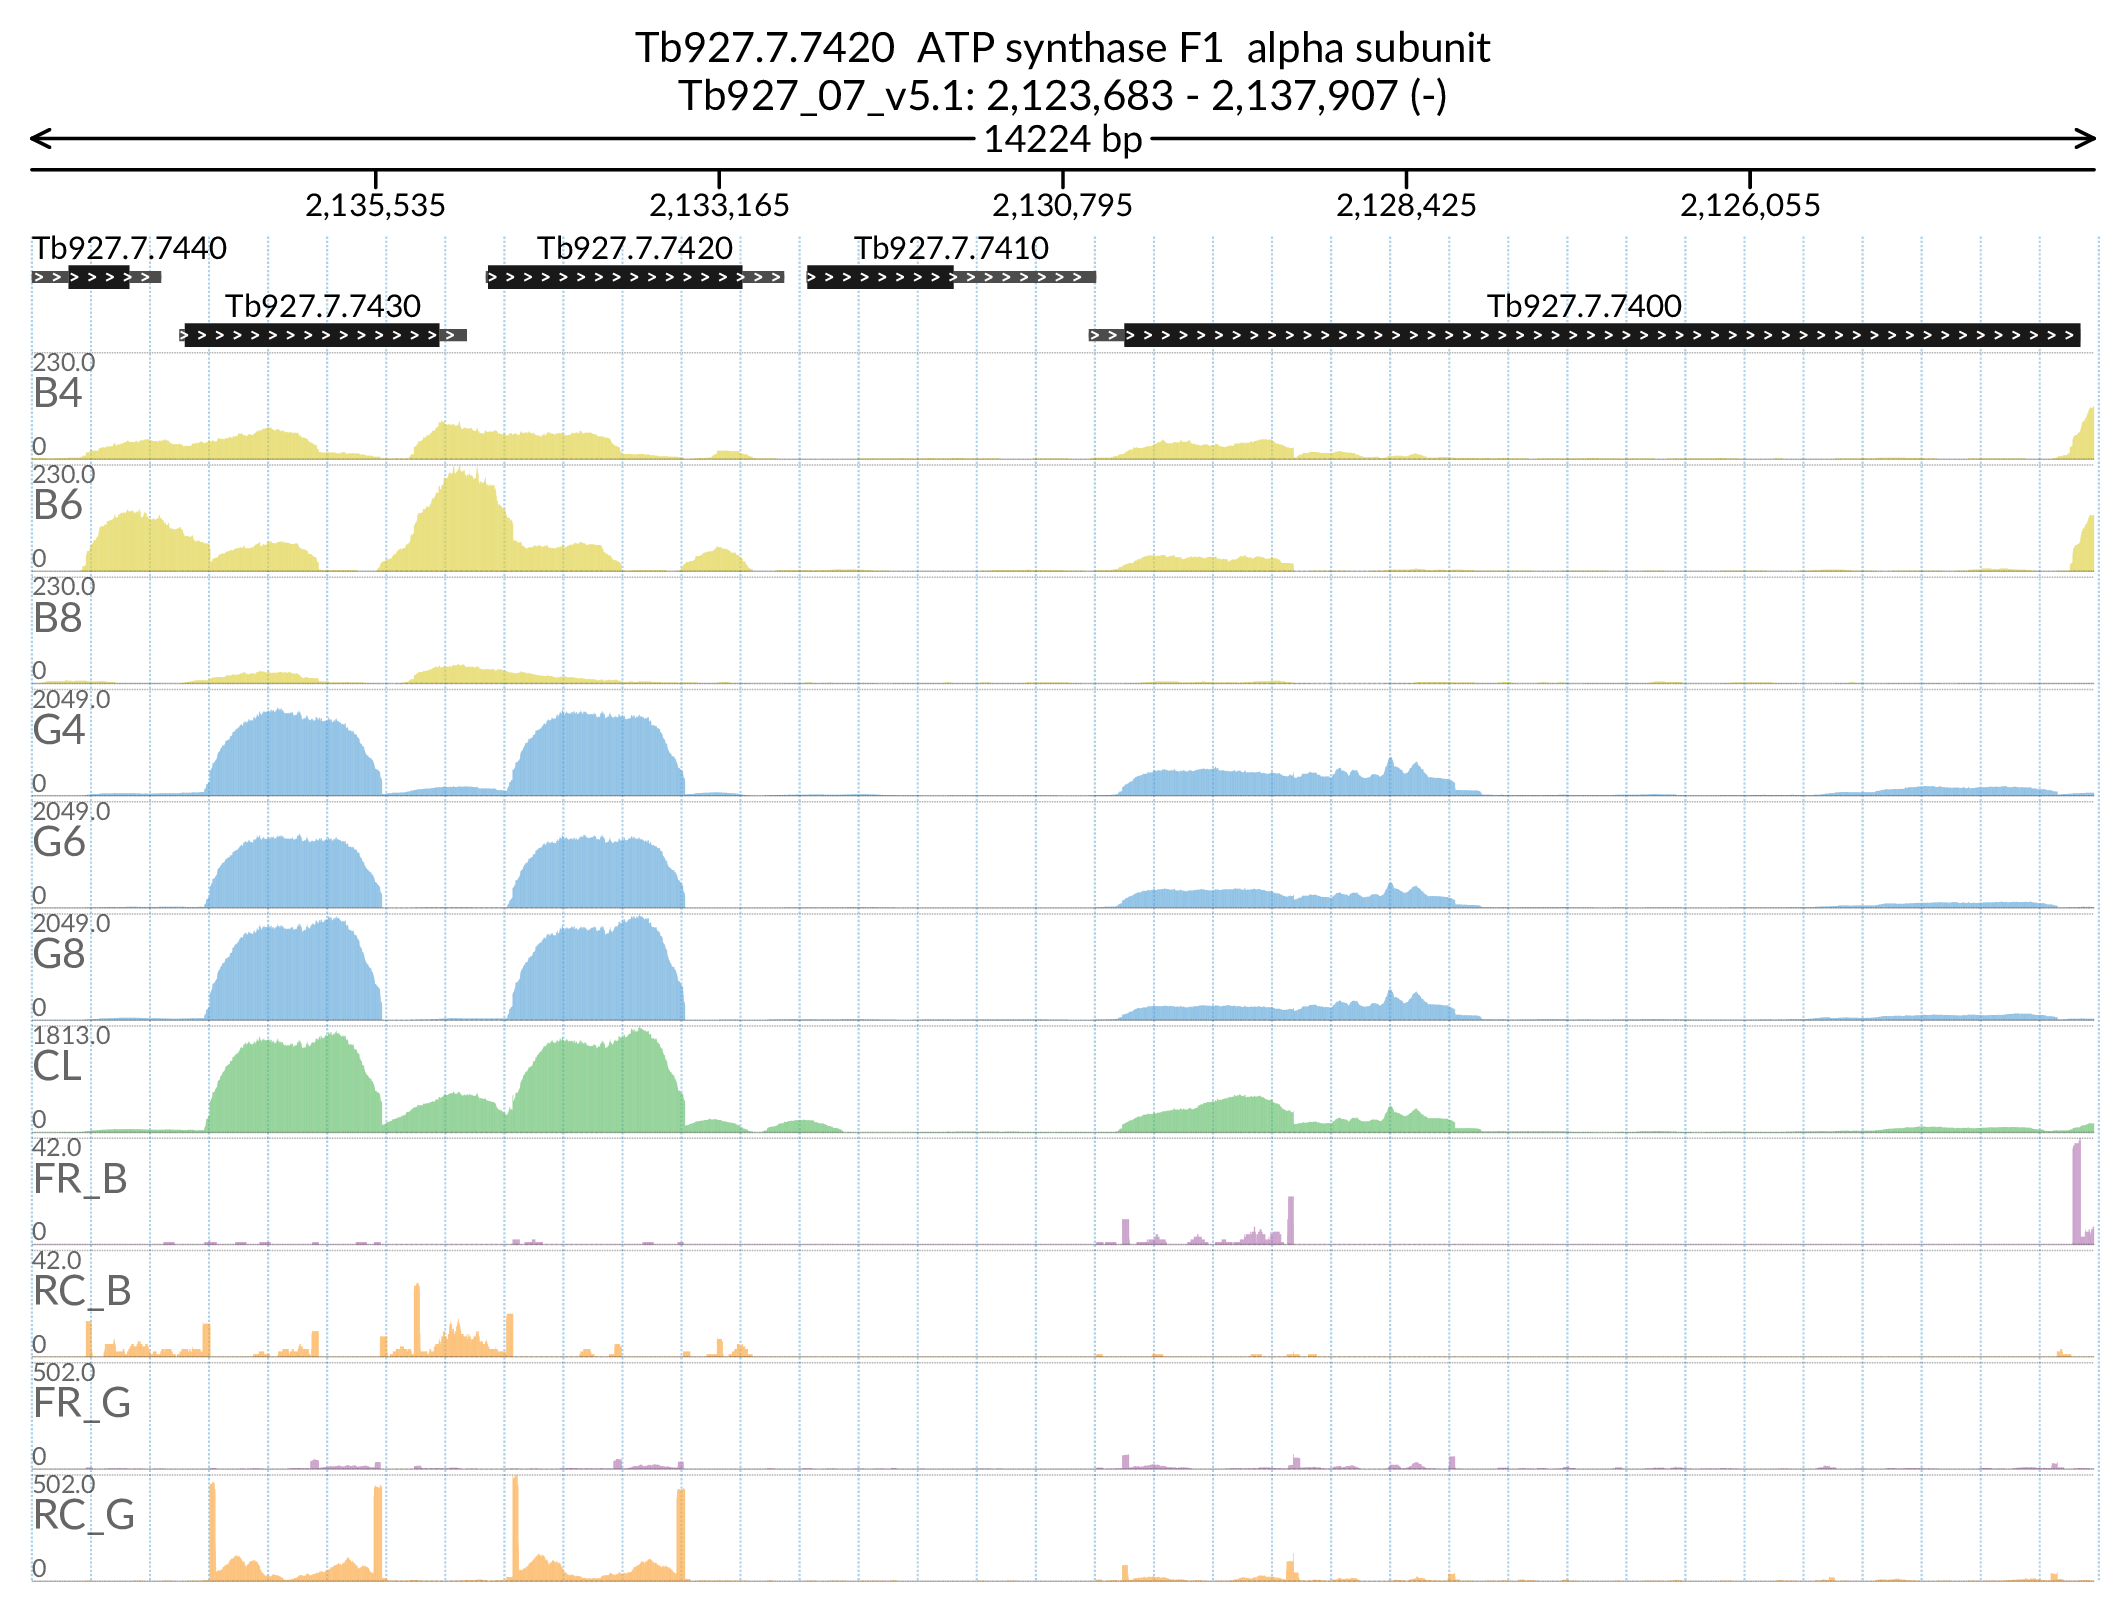 Tb927.7.7420  ATP synthase F1  alpha subunit
Tb927_07_v5.1: 2,123,683 - 2,137,907 (-)
14224 bp
2,135,535 2,133,165 2,130,795 2,128,425 2,126,055
Tb927.7.7440 Tb927.7.7420 Tb927.7.7410
Tb927.7.7430 Tb927.7.7400
230.0
B4
0
230.0
B6
0
230.0
B8
0
2049.0
G4
0
2049.0
G6
0
2049.0
G8
0
1813.0
CL
0
42.0
FR_B
0
42.0
RC_B
0
502.0
FR_G
0
502.0
RC_G
0